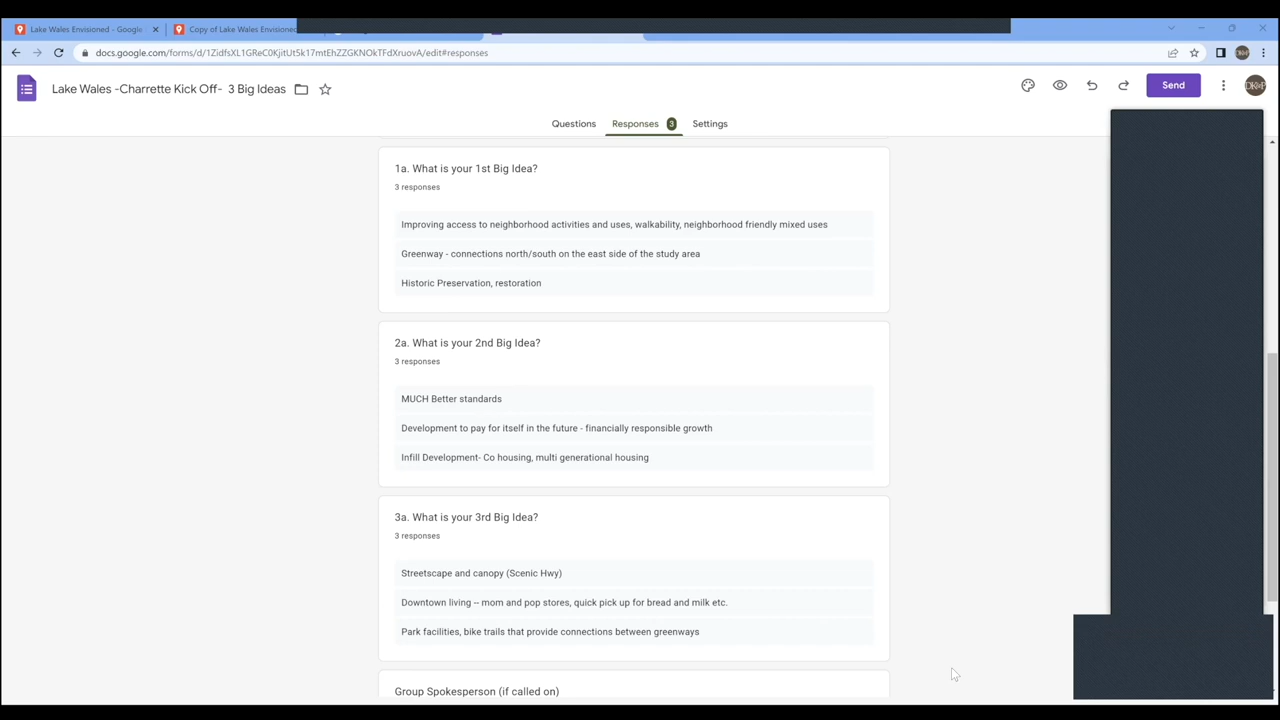 Lake Wales Envisioned - Google
Copy of Lake Wales Envisioned
docs.google.com/forms/d/1ZidfsXL1GReC0KjitUt5k17mtEhZZGKNOkTFdXruovA/edit#responses
Lake Wales -Charrette Kick Off- 3 Big Ideas
Send
Questions
Responses 3
Settings
1a. What is your 1st Big Idea?
3 responses
Improving access to neighborhood activities and uses, walkability, neighborhood friendly mixed uses
Greenway - connections north/south on the east side of the study area
Historic Preservation, restoration
2a. What is your 2nd Big Idea?
3 responses
MUCH Better standards
Development to pay for itself in the future - financially responsible growth
Infill Development- Co housing, multi generational housing
3a. What is your 3rd Big Idea?
3 responses
Streetscape and canopy (Scenic Hwy)
Downtown living -- mom and pop stores, quick pick up for bread and milk etc.
Park facilities, bike trails that provide connections between greenways
Group Spokesperson (if called on)